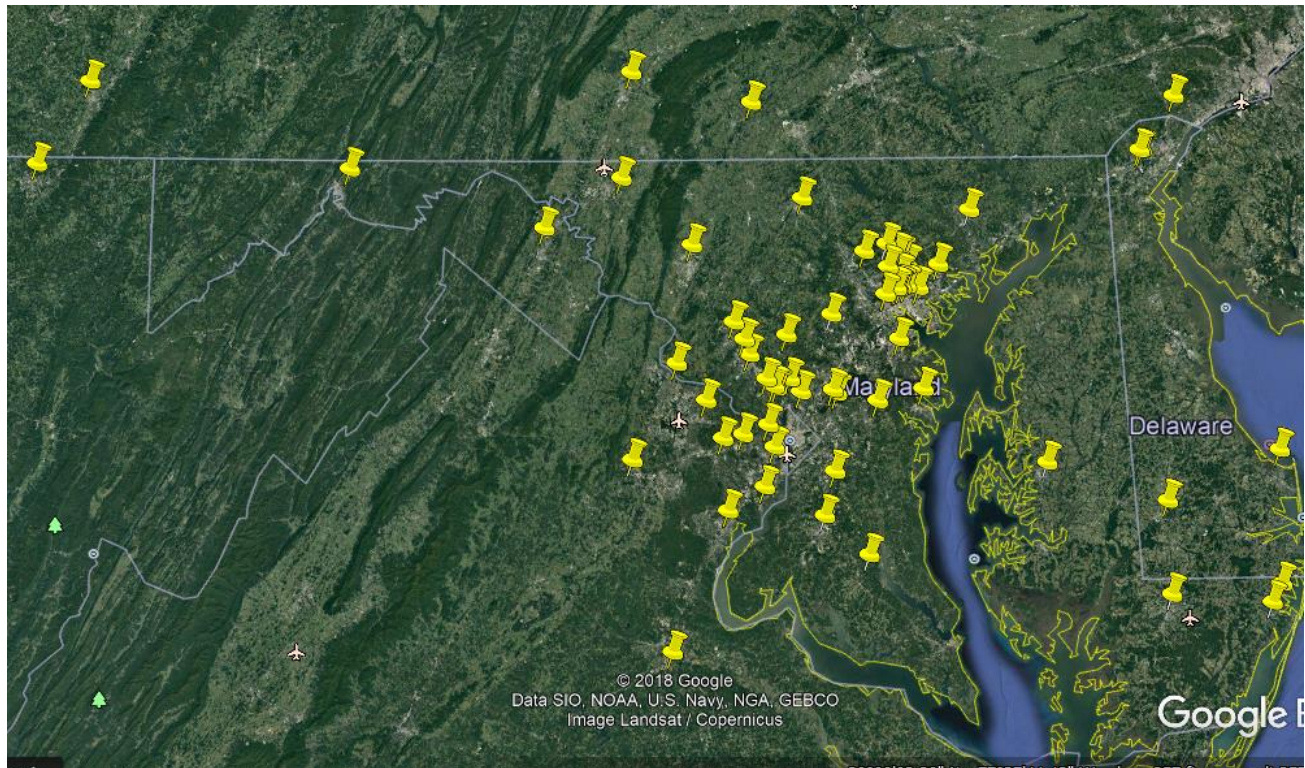 Maryland
Delaware
© 2018 Google
Data SIO, NOAA, U.S. Navy, NGA, GEBCO
Image Landsat / Copernicus
Google E